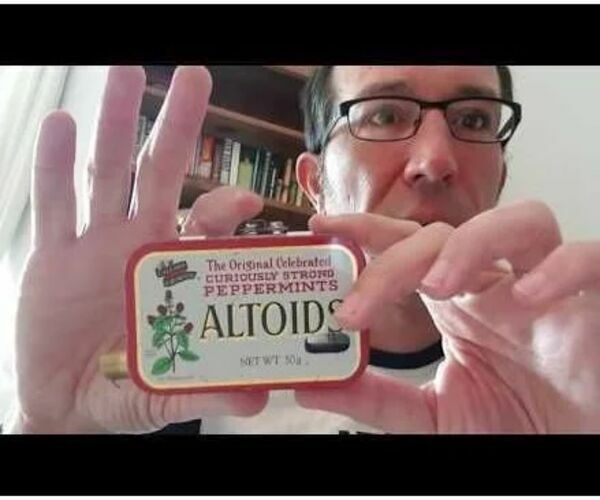 The Original Celebrated
CURIOUSLY STRONG
PEPPERMINTS
ALTOIDS
NET WT 50g